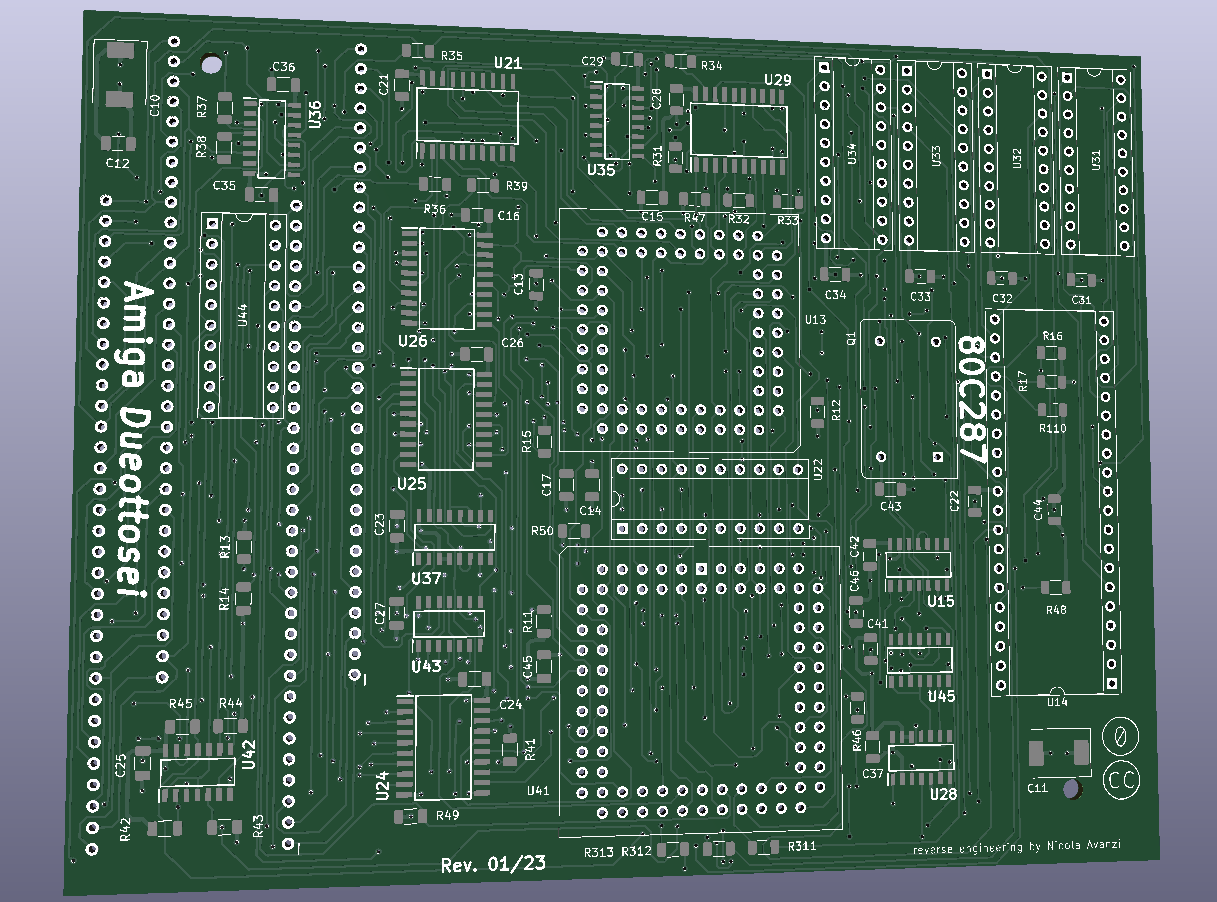 R35
U21
C29
R34
U29
C36
C10
R37
U36
C21
C28
R38
R31
U35
C12
C35
R36
R39
C16
C15
R47
R32
R33
U34
U33
U32
U31
C34
C33
C32
C31
U44
Amiga Dueottosei
U26
C13
U13
C26
Q1
80C287
R16
R17
R110
R12
R15
U25
C17
C14
U22
C43
C22
C44
C23
R50
R13
U37
C42
U15
C46
R48
R14
C27
R11
C41
U43
C45
U45
U14
R45
R44
C24
U42
R41
R46
C25
U24
U41
C37
U28
C11
0
CC
R42
R43
R49
R313
R312
R311
Rev. 01/23
reverse engineering by Nicola Avanzi